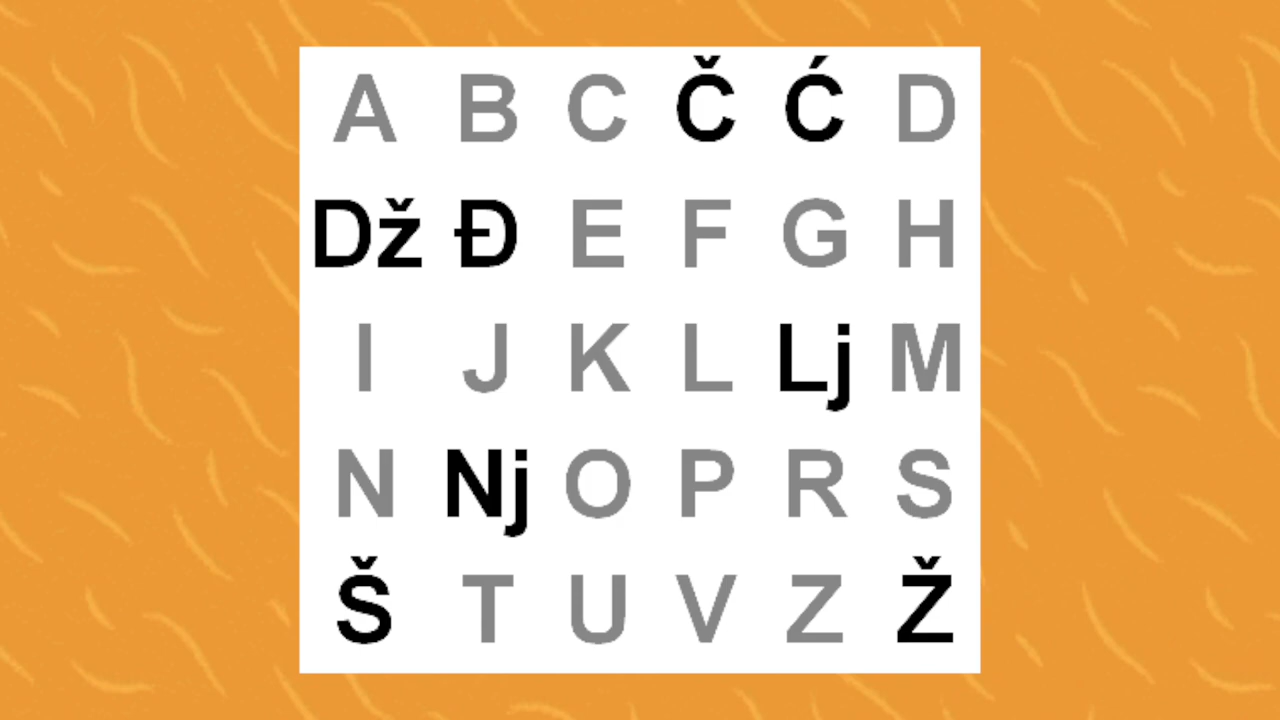 A B C Č Ć D
Dž Đ E F G H
I J K L Lj M
N Nj O P R S
Š T U V Z Ž